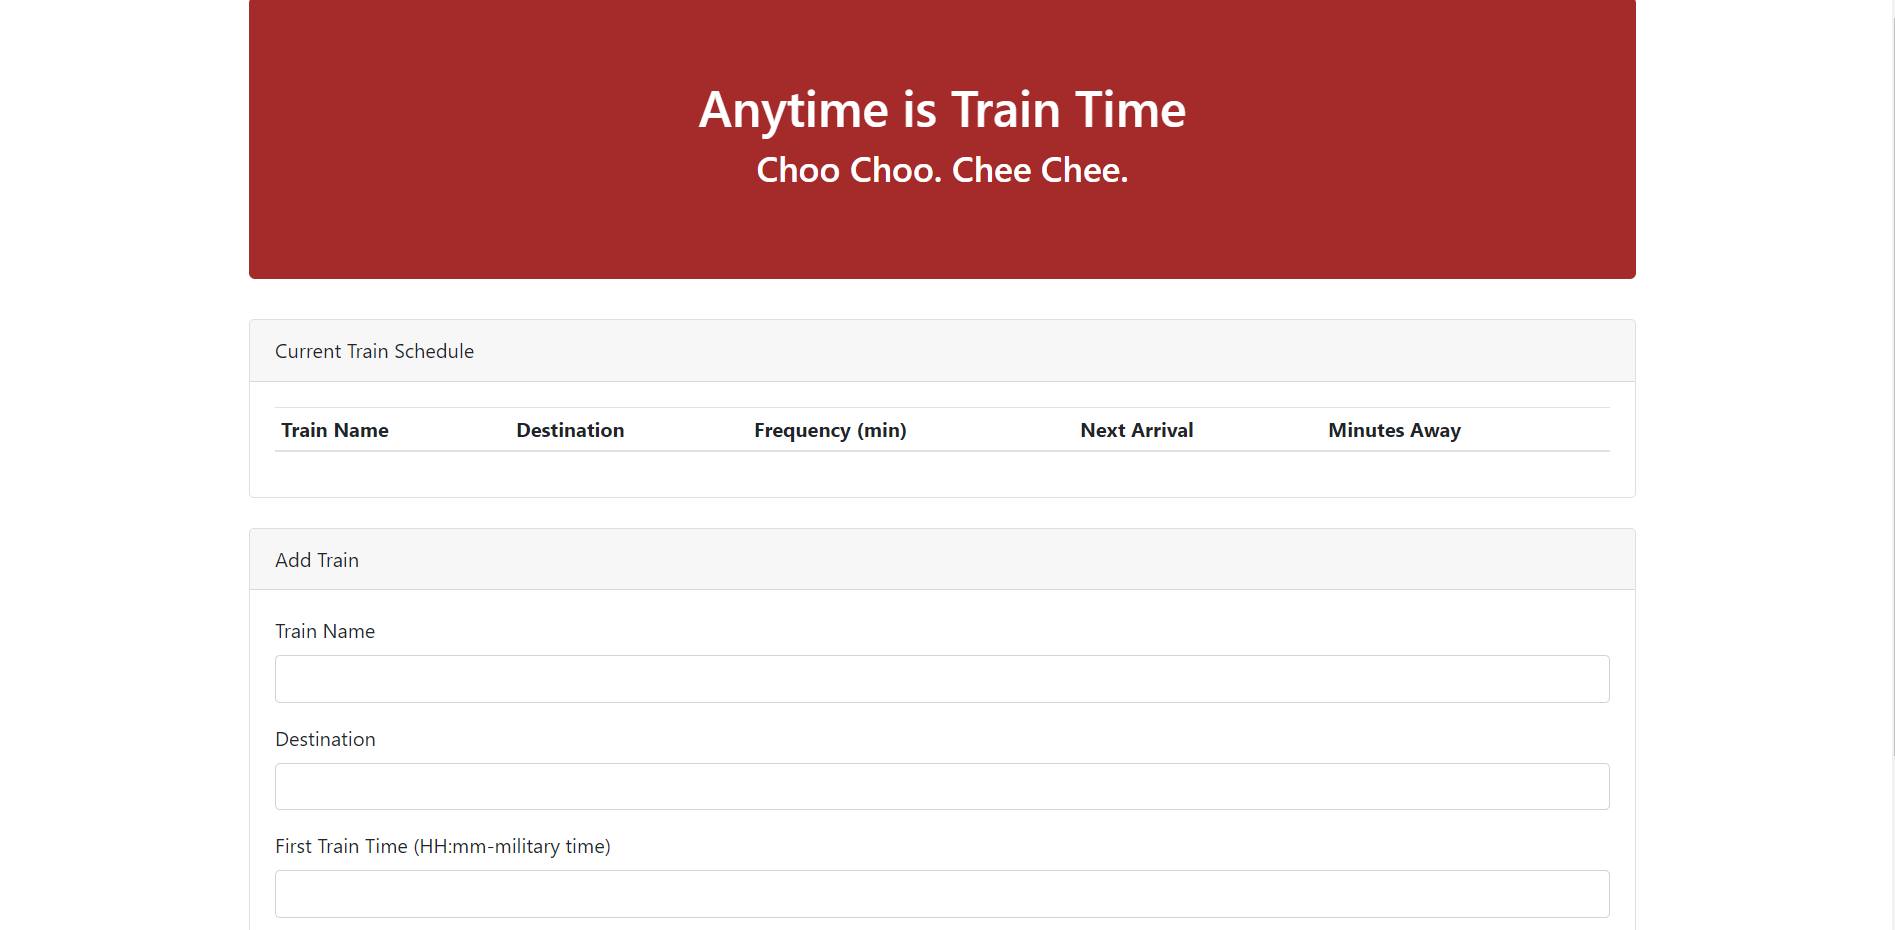 Anytime is Train Time
Choo Choo. Chee Chee.
Current Train Schedule
Train Name Destination Frequency (min) Next Arrival Minutes Away
Add Train
Train Name
Destination
First Train Time (HH:mm-military time)